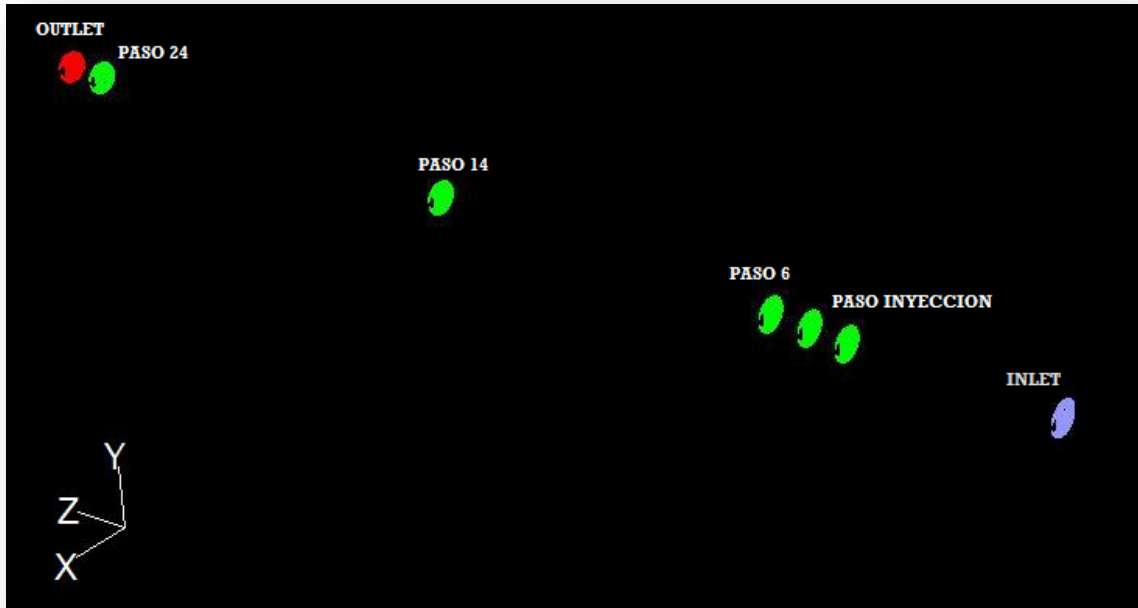 OUTLET
PASO 24
PASO 14
PASO 6
PASO INYECCION
INLET
Y
Z
X